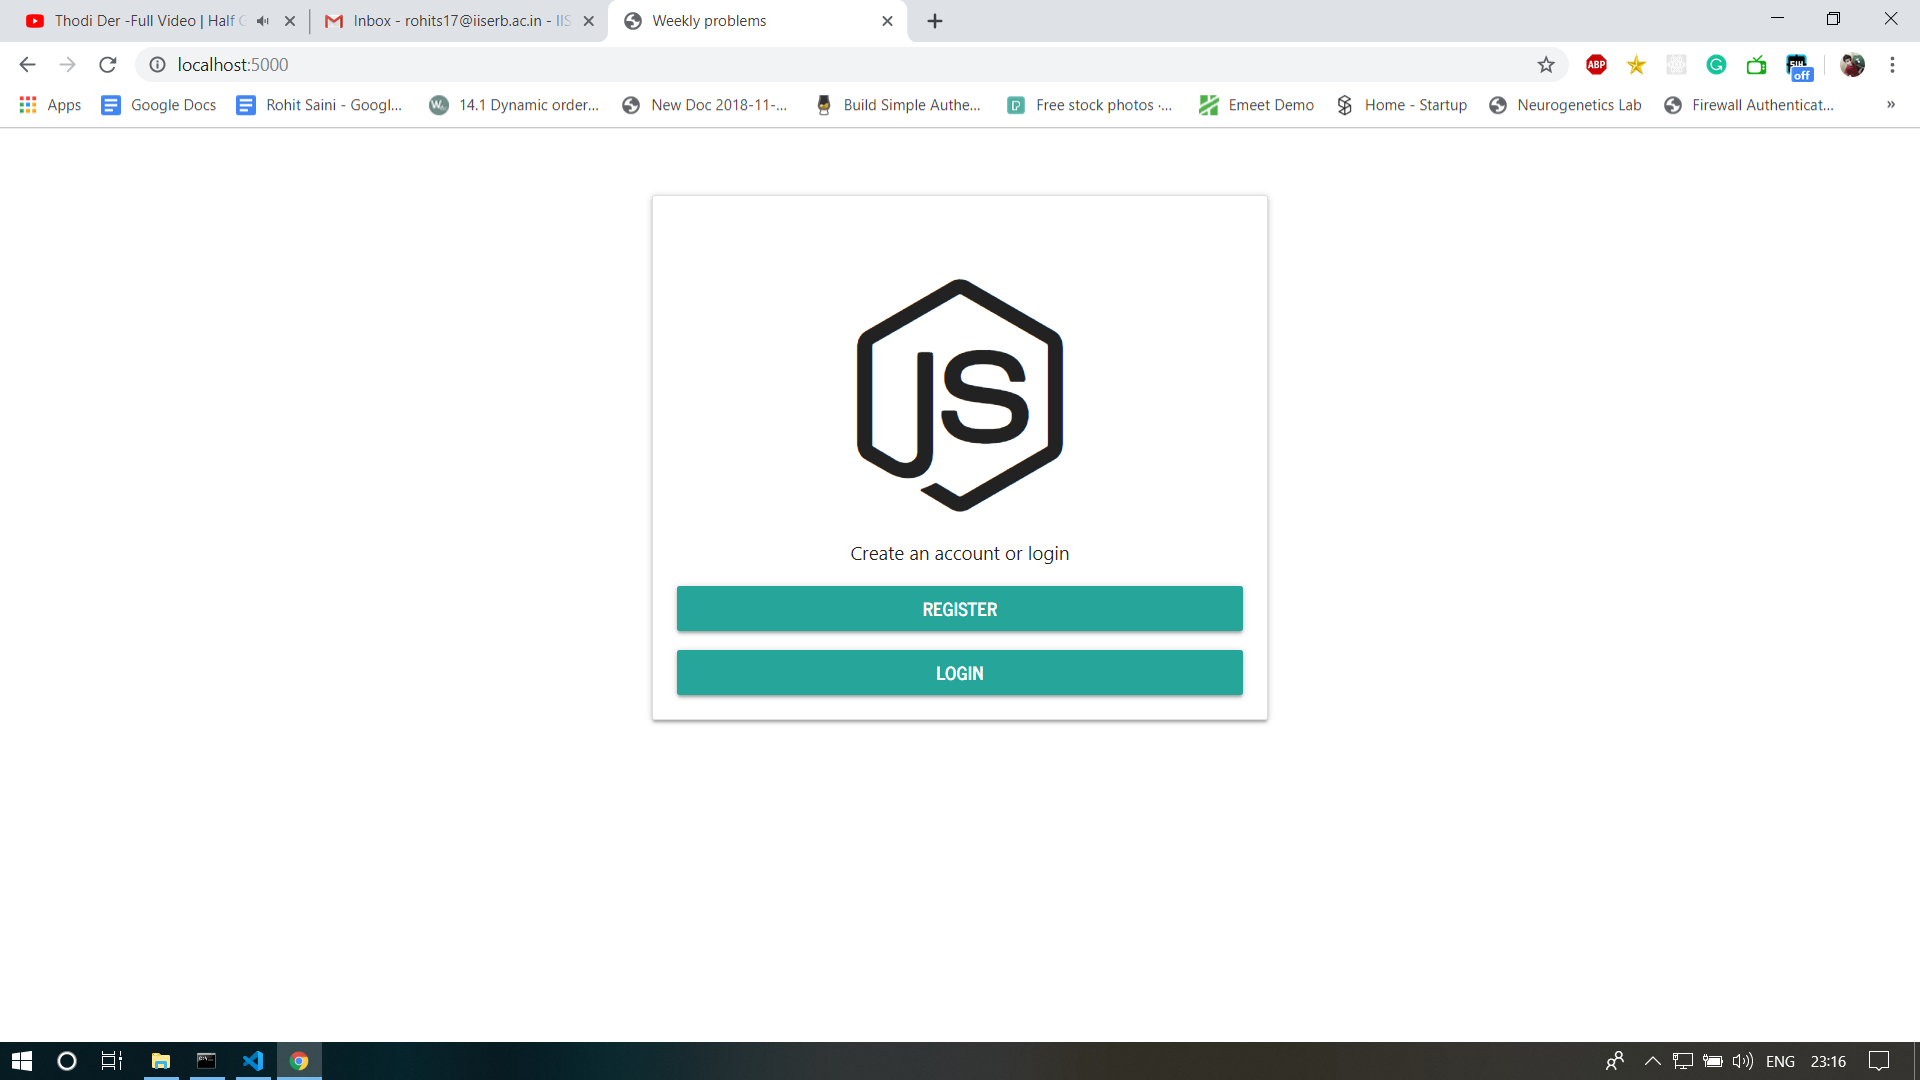 Thodi Der -Full Video | Half G
Inbox - rohits17@iiserb.ac.in - IIS
Weekly problems
localhost:5000
ABP
off
Apps
Google Docs
Rohit Saini - Googl...
14.1 Dynamic order...
New Doc 2018-11-...
Build Simple Authe...
Free stock photos ·...
Emeet Demo
Home - Startup
Neurogenetics Lab
Firewall Authenticat...
»
JS
Create an account or login
REGISTER
LOGIN
ENG
23:16